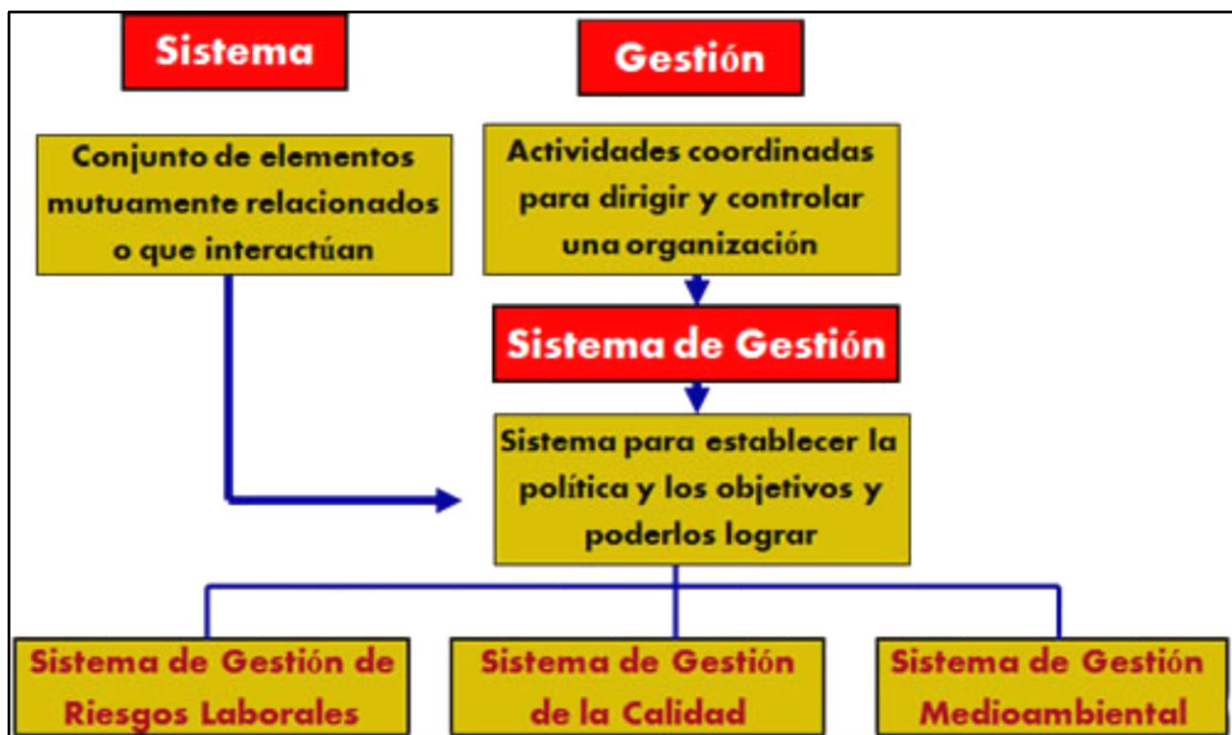 Sistema
Gestión
Conjunto de elementos
mutuamente relacionados
o que interactúan
Actividades coordinadas
para dirigir y controlar
una organización
Sistema de Gestión
Sistema para establecer la
política y los objetivos y
poderlos lograr
Sistema de Gestión de
Riesgos Laborales
Sistema de Gestión
de la Calidad
Sistema de Gestión
Medioambiental